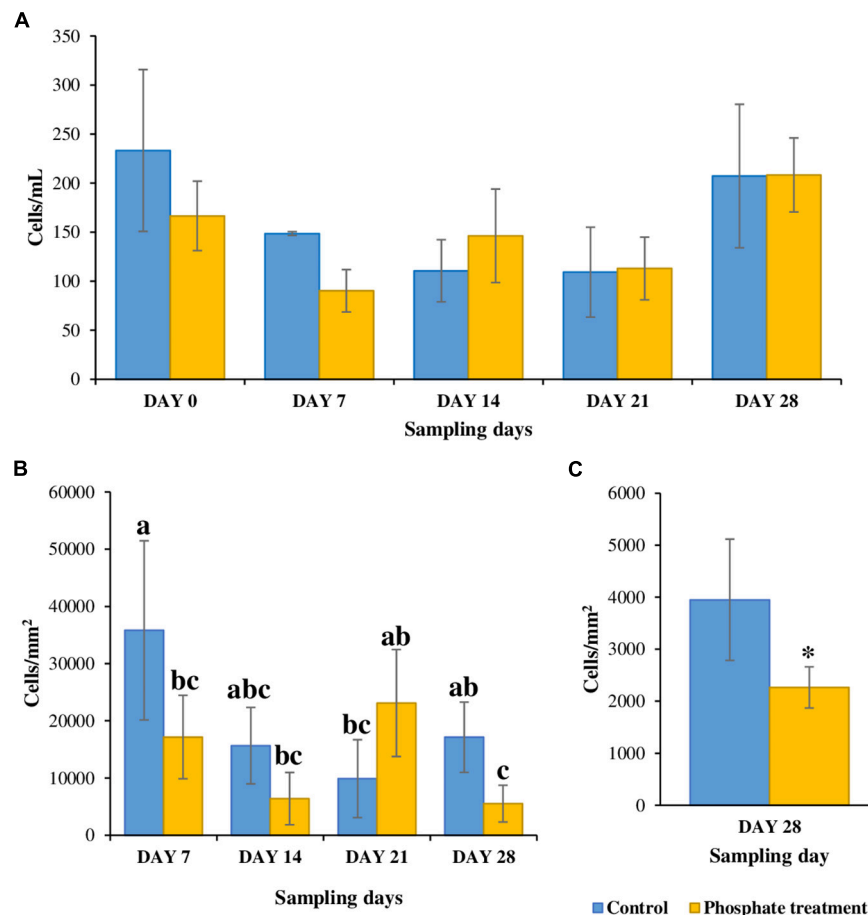 A
350
300
250
200
150
100
50
0
Cells/mL
DAY 0 DAY 7 DAY 14 DAY 21 DAY 28
Sampling days
B
60000
50000
40000
30000
20000
10000
0
Cells/mm²
a
bc
abc
bc
bc
ab
ab
c
DAY 7 DAY 14 DAY 21 DAY 28
Sampling days
C
6000
5000
4000
3000
2000
1000
0
Cells/mm²
*
DAY 28
Sampling day
Control Phosphate treatment